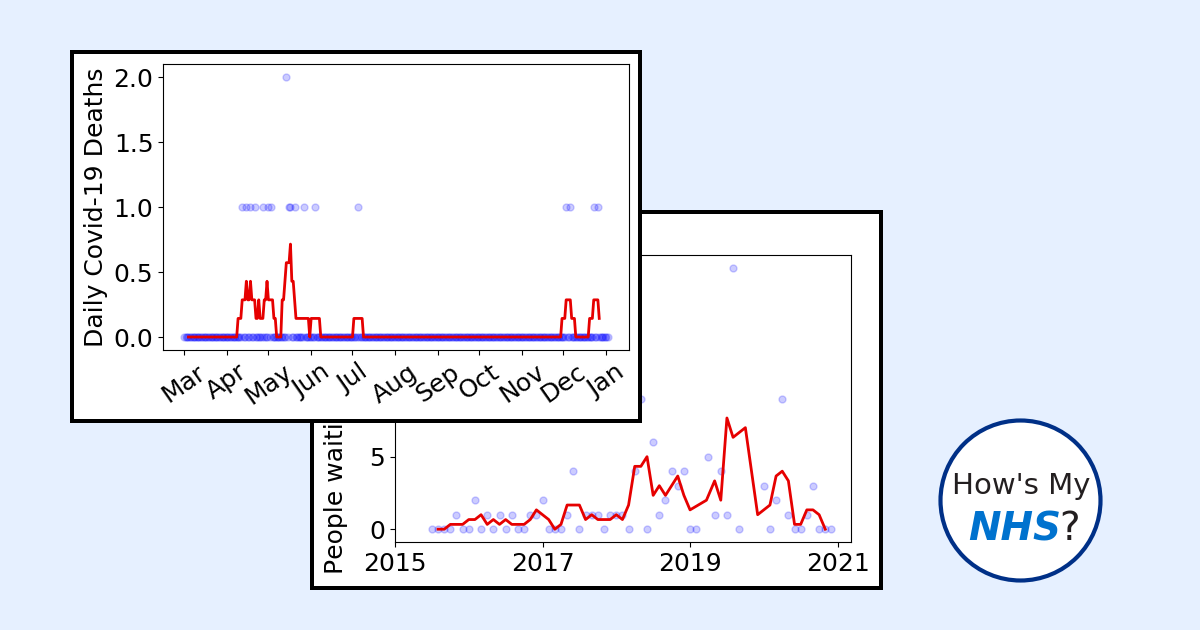 Daily Covid-19 Deaths
2.0
1.5
1.0
0.5
0.0
Mar Apr May Jun Jul Aug Sep Oct Nov Dec Jan
People waiti
5
0
2015 2017 2019 2021
How's My
NHS?